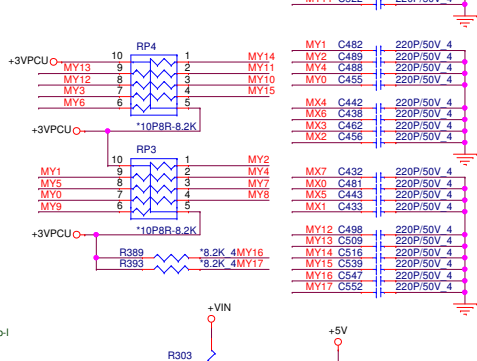 MY1 C482 220P/50V_4
MY2 C489 220P/50V_4
MY4 C488 220P/50V_4
MY0 C455 220P/50V_4
MX4 C442 220P/50V_4
MX6 C438 220P/50V_4
MX3 C462 220P/50V_4
MX2 C456 220P/50V_4
MX7 C432 220P/50V_4
MX0 C481 220P/50V_4
MX5 C443 220P/50V_4
MX1 C433 220P/50V_4
MY12 C498 220P/50V_4
MY13 C509 220P/50V_4
MY14 C516 220P/50V_4
MY15 C539 220P/50V_4
MY16 C547 220P/50V_4
MY17 C552 220P/50V_4
RP4
+3VPCU 10 1 MY14
MY13 9 2 MY11
MY12 8 3 MY10
MY3 7 4 MY15
MY6 6 5
+3VPCU *10P8R-8.2K
RP3
10 1 MY2
MY1 9 2 MY4
MY5 8 3 MY7
MY0 7 4 MY8
MY9 6 5
+3VPCU *10P8R-8.2K
R389 *8.2K_4 MY16
R393 *8.2K_4 MY17
+VIN
+5V
R303